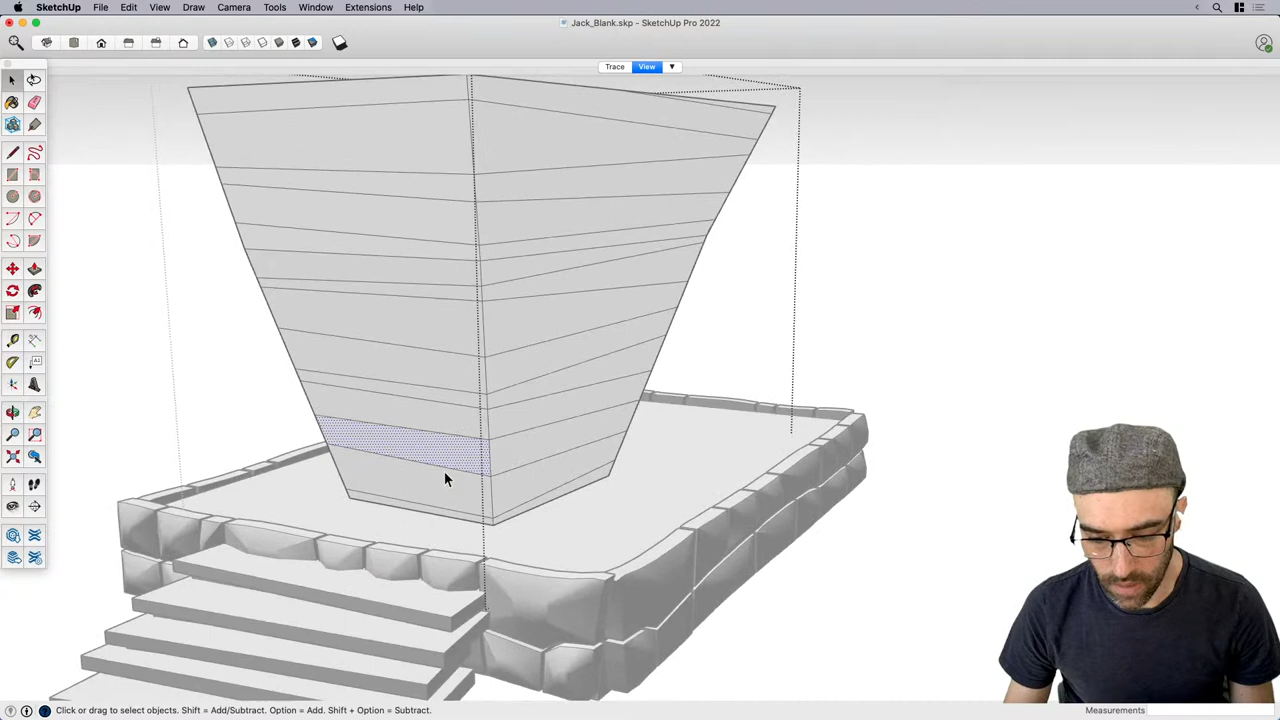 SketchUp File Edit View Draw Camera Tools Window Extensions Help
Jack_Blank.skp - SketchUp Pro 2022
Trace View
A1
Click or drag to select objects. Shift = Add/Subtract. Option = Add. Shift + Option = Subtract.
Measurements